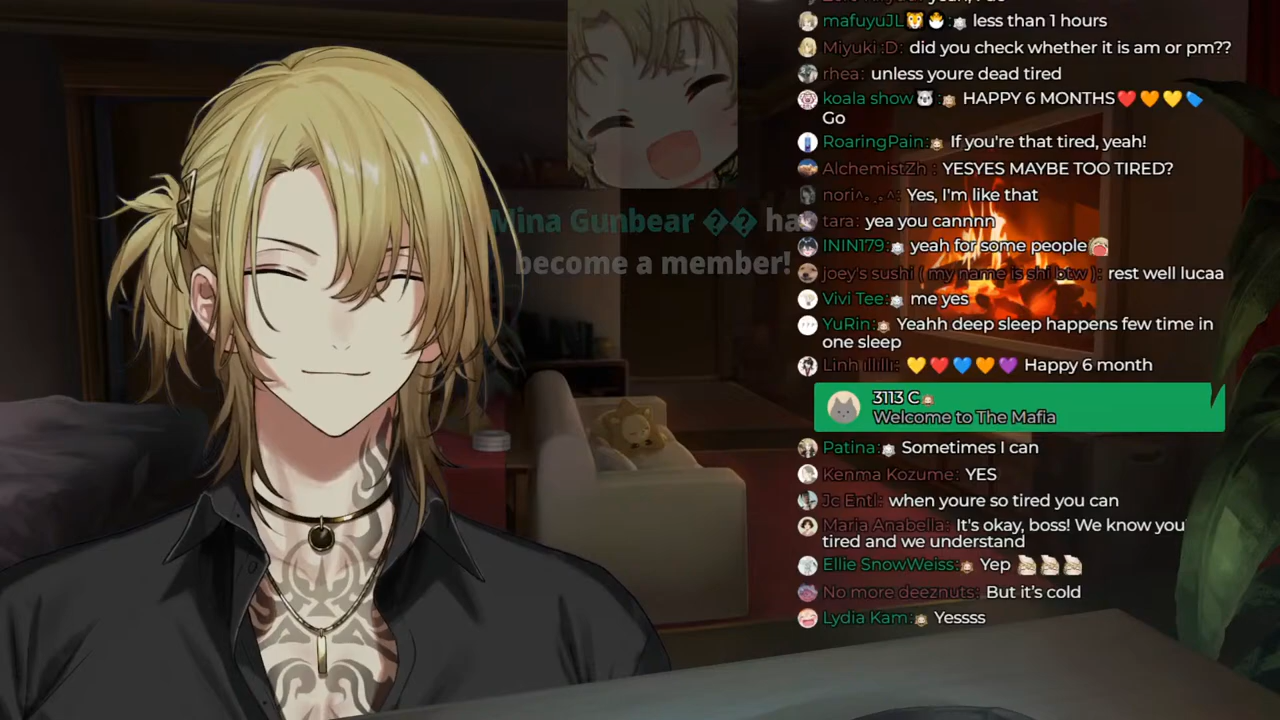 mafuyuJL🦁🐣: less than 1 hours
Miyuki :D: did you check whether it is am or pm??
rhea: unless youre dead tired
koala show🐨: HAPPY 6 MONTHS❤️🧡💛
Go
RoaringPain: If you're that tired, yeah!
AlchemistZh : YESYES MAYBE TOO TIRED?
nori^｡ ｡^: Yes, I'm like that
tara: yea you cannnn
ININ179: yeah for some people
joey's sushi ( my name is shi btw ): rest well lucaa
Vivi Tee: me yes
YuRin: Yeahh deep sleep happens few time in
one sleep
Linh ıllıllı: 💛❤️💙🧡💜 Happy 6 month
3113 C
Welcome to The Mafia
Patina: Sometimes I can
Kenma Kozume: YES
Jc Entl: when youre so tired you can
Maria Anabella: It's okay, boss! We know you
tired and we understand
Ellie SnowWeiss: Yep
No more deeznuts: But it's cold
Lydia Kam: Yessss
Mina Gunbear �� has
become a member!